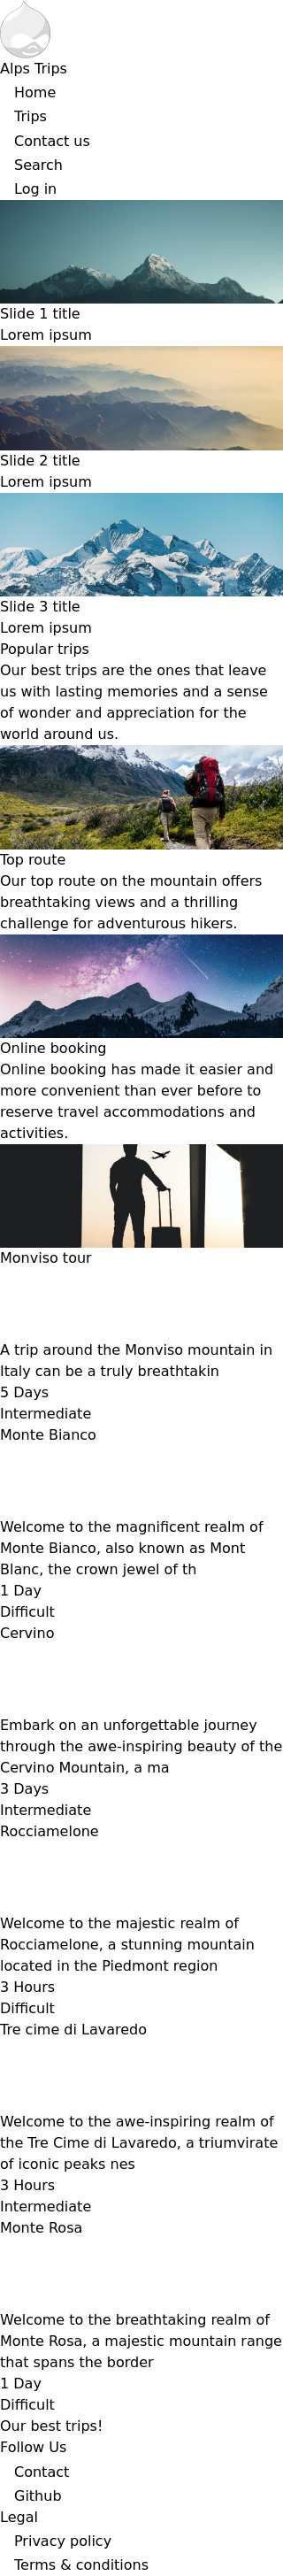 Alps Trips
Home
Trips
Contact us
Search
Log in
Slide 1 title
Lorem ipsum
Slide 2 title
Lorem ipsum
Slide 3 title
Lorem ipsum
Popular trips
Our best trips are the ones that leave
us with lasting memories and a sense
of wonder and appreciation for the
world around us.
Top route
Our top route on the mountain offers
breathtaking views and a thrilling
challenge for adventurous hikers.
Online booking
Online booking has made it easier and
more convenient than ever before to
reserve travel accommodations and
activities.
Monviso tour
A trip around the Monviso mountain in
Italy can be a truly breathtakin
5 Days
Intermediate
Monte Bianco
Welcome to the magnificent realm of
Monte Bianco, also known as Mont
Blanc, the crown jewel of th
1 Day
Difficult
Cervino
Embark on an unforgettable journey
through the awe-inspiring beauty of the
Cervino Mountain, a ma
3 Days
Intermediate
Rocciamelone
Welcome to the majestic realm of
Rocciamelone, a stunning mountain
located in the Piedmont region
3 Hours
Difficult
Tre cime di Lavaredo
Welcome to the awe-inspiring realm of
the Tre Cime di Lavaredo, a triumvirate
of iconic peaks nes
3 Hours
Intermediate
Monte Rosa
Welcome to the breathtaking realm of
Monte Rosa, a majestic mountain range
that spans the border
1 Day
Difficult
Our best trips!
Follow Us
Contact
Github
Legal
Privacy policy
Terms & conditions